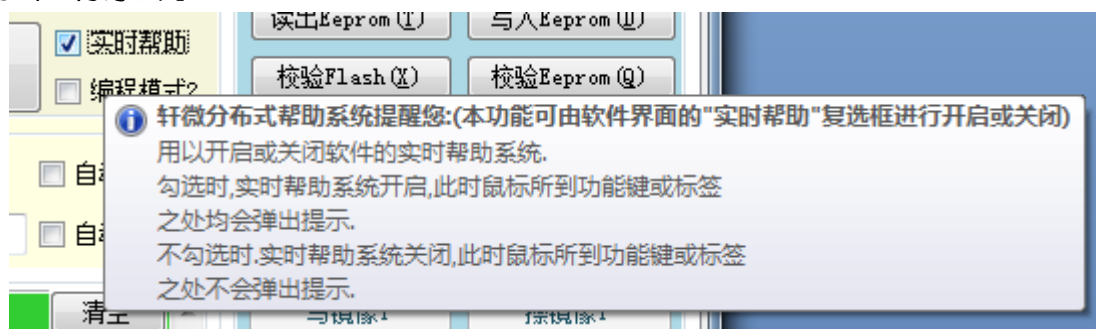 读出Eeprom(T)
写入Eeprom(U)
实时帮助
校验Flash(X)
校验Eeprom(Q)
编程模式2
轩微分布式帮助系统提醒您:(本功能可由软件界面的"实时帮助"复选框进行开启或关闭)
用以开启或关闭软件的实时帮助系统.
勾选时,实时帮助系统开启,此时鼠标所到功能键或标签
之处均会弹出提示.
不勾选时.实时帮助系统关闭,此时鼠标所到功能键或标签
之处不会弹出提示.
自
自
清空